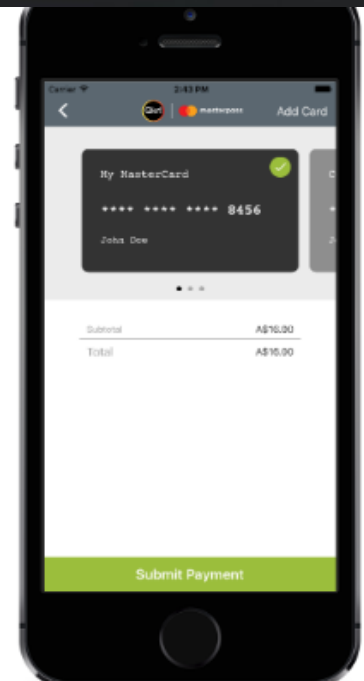 Carrier 2:43 PM
Qkr! masterpass Add Card
My MasterCard
**** **** **** 8456
John Doe
Subtotal A$16.00
Total A$16.00
Submit Payment